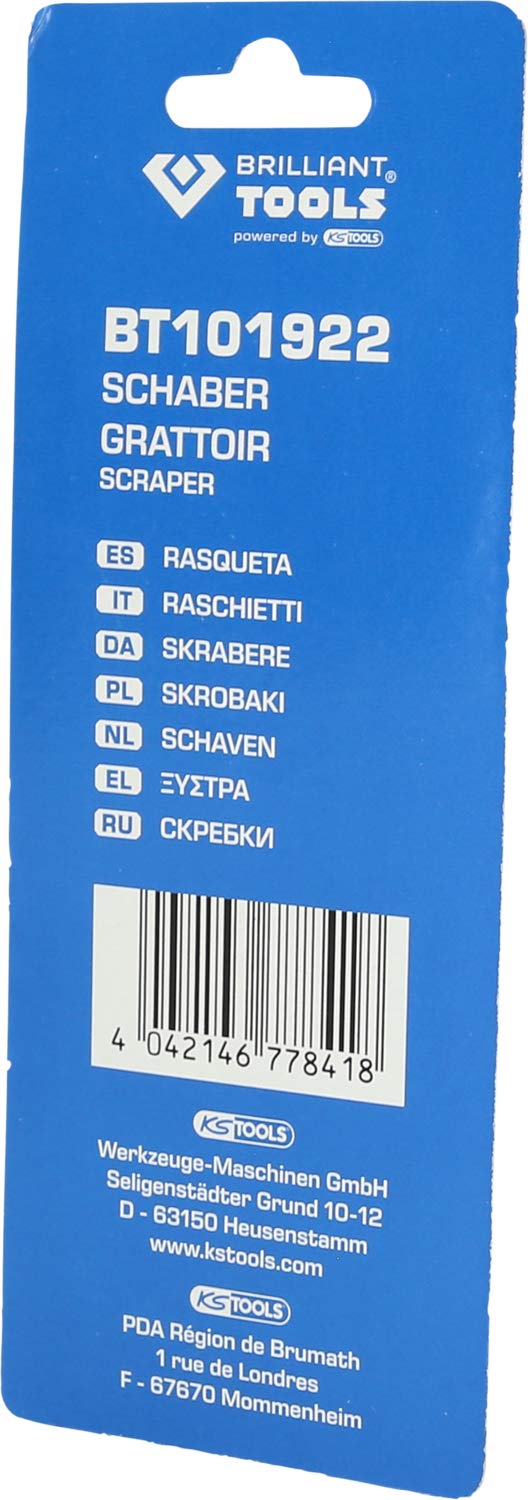 BRILLIANT
TOOLS®
powered by KSTOOLS
BT101922
SCHABER
GRATTOIR
SCRAPER
ES RASQUETA
IT RASCHIETTI
DA SKRABERE
PL SKROBAKI
NL SCHAVEN
EL ΞΥΣΤΡΑ
RU СКРЕБКИ
4 042146 778418
KSTOOLS
Werkzeuge-Maschinen GmbH
Seligenstädter Grund 10-12
D - 63150 Heusenstamm
www.kstools.com
KSTOOLS
PDA Région de Brumath
1 rue de Londres
F - 67670 Mommenheim